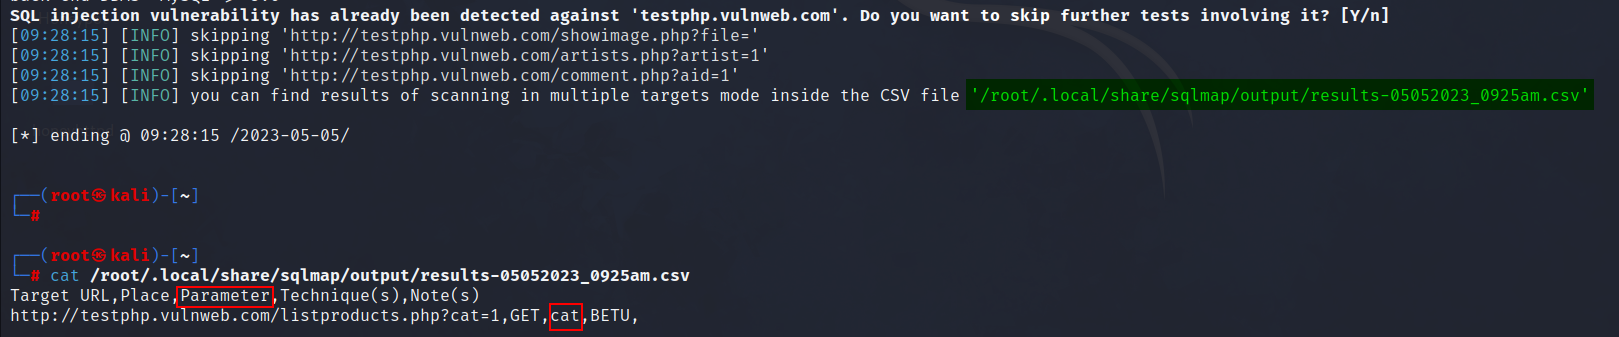 SQL injection vulnerability has already been detected against 'testphp.vulnweb.com'. Do you want to skip further tests involving it? [Y/n]
[09:28:15] [INFO] skipping 'http://testphp.vulnweb.com/showimage.php?file='
[09:28:15] [INFO] skipping 'http://testphp.vulnweb.com/artists.php?artist=1'
[09:28:15] [INFO] skipping 'http://testphp.vulnweb.com/comment.php?aid=1'
[09:28:15] [INFO] you can find results of scanning in multiple targets mode inside the CSV file '/root/.local/share/sqlmap/output/results-05052023_0925am.csv'
[*] ending @ 09:28:15 /2023-05-05/
┌──(root㉿kali)-[~]
└─#
┌──(root㉿kali)-[~]
└─# cat /root/.local/share/sqlmap/output/results-05052023_0925am.csv
Target URL,Place,Parameter,Technique(s),Note(s)
http://testphp.vulnweb.com/listproducts.php?cat=1,GET,cat,BETU,